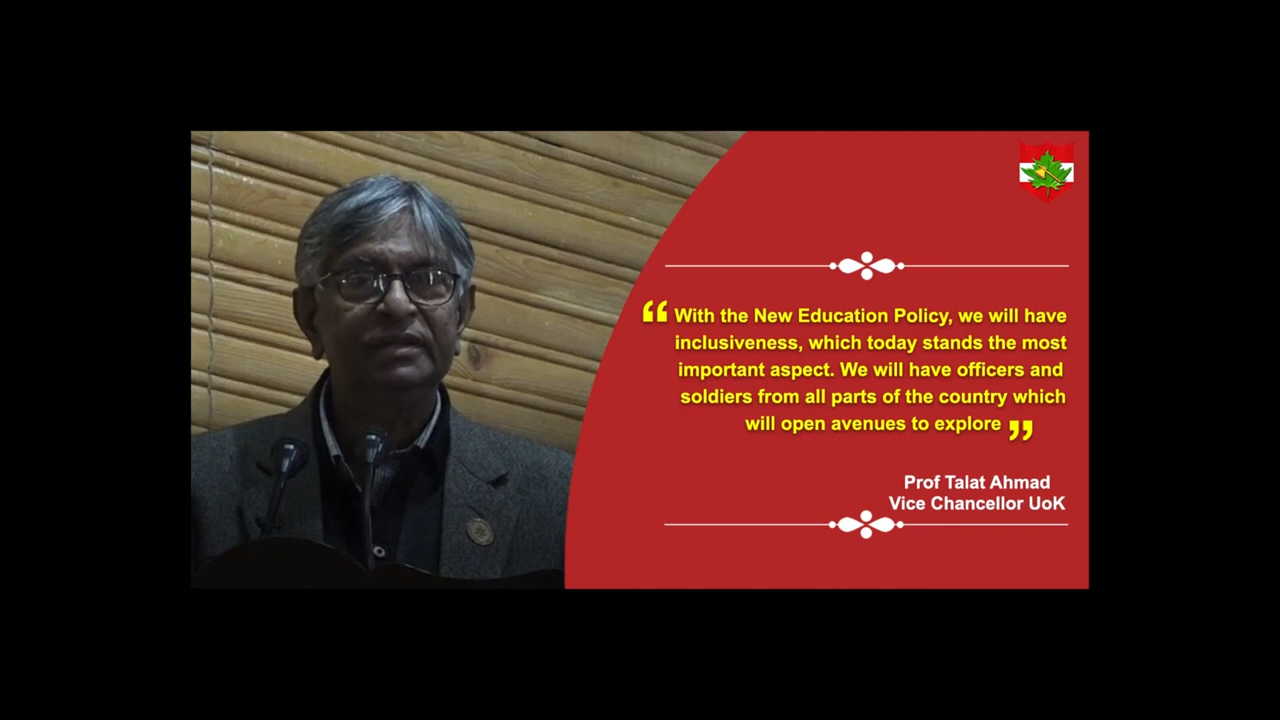 “ With the New Education Policy, we will have
inclusiveness, which today stands the most
important aspect. We will have officers and
soldiers from all parts of the country which
will open avenues to explore ”
Prof Talat Ahmad
Vice Chancellor UoK